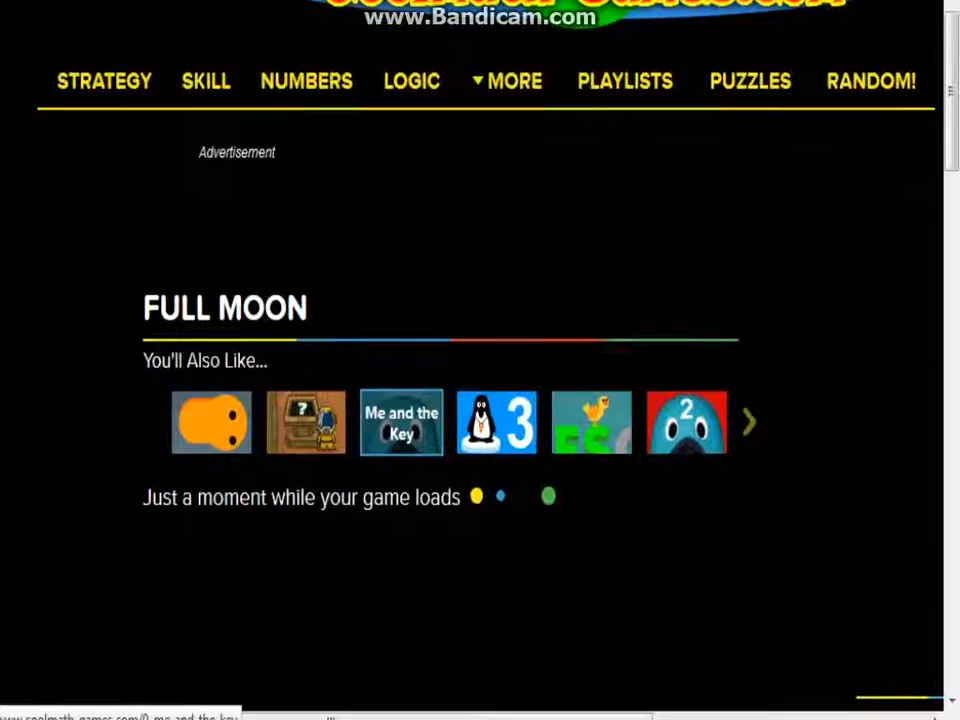 www.Bandicam.com
STRATEGY SKILL NUMBERS LOGIC MORE PLAYLISTS PUZZLES RANDOM!
Advertisement
FULL MOON
You'll Also Like...
?
Me and the
Key
3
2
Just a moment while your game loads